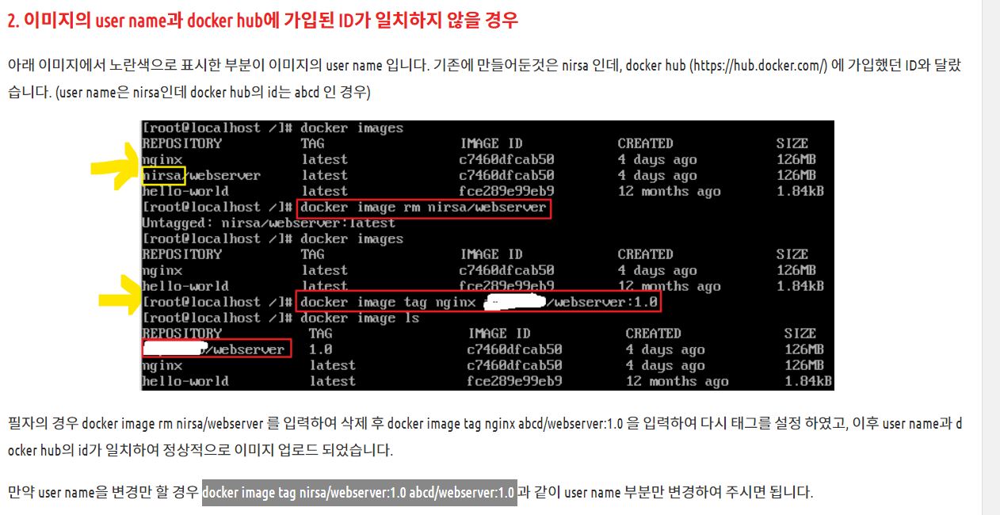 2. 이미지의 user name과 docker hub에 가입된 ID가 일치하지 않을 경우
아래 이미지에서 노란색으로 표시한 부분이 이미지의 user name 입니다. 기존에 만들어둔것은 nirsa 인데, docker hub (https://hub.docker.com/) 에 가입했던 ID와 달랐
습니다. (user name은 nirsa인데 docker hub의 id는 abcd 인 경우)
[root@localhost /]# docker images
REPOSITORY TAG IMAGE ID CREATED SIZE
nginx latest c7460dfcab50 4 days ago 126MB
nirsa/webserver latest c7460dfcab50 4 days ago 126MB
hello-world latest fce289e99eb9 12 months ago 1.84kB
[root@localhost /]# docker image rm nirsa/webserver
Untagged: nirsa/webserver:latest
[root@localhost /]# docker images
REPOSITORY TAG IMAGE ID CREATED SIZE
nginx latest c7460dfcab50 4 days ago 126MB
hello-world latest fce289e99eb9 12 months ago 1.84kB
[root@localhost /]# docker image tag nginx /webserver:1.0
[root@localhost /]# docker image ls
REPOSITORY TAG IMAGE ID CREATED SIZE
/webserver 1.0 c7460dfcab50 4 days ago 126MB
nginx latest c7460dfcab50 4 days ago 126MB
hello-world latest fce289e99eb9 12 months ago 1.84kB
필자의 경우 docker image rm nirsa/webserver 를 입력하여 삭제 후 docker image tag nginx abcd/webserver:1.0 을 입력하여 다시 태그를 설정 하였고, 이후 user name과 d
ocker hub의 id가 일치하여 정상적으로 이미지 업로드 되었습니다.
만약 user name을 변경만 할 경우 docker image tag nirsa/webserver:1.0 abcd/webserver:1.0 과 같이 user name 부분만 변경하여 주시면 됩니다.